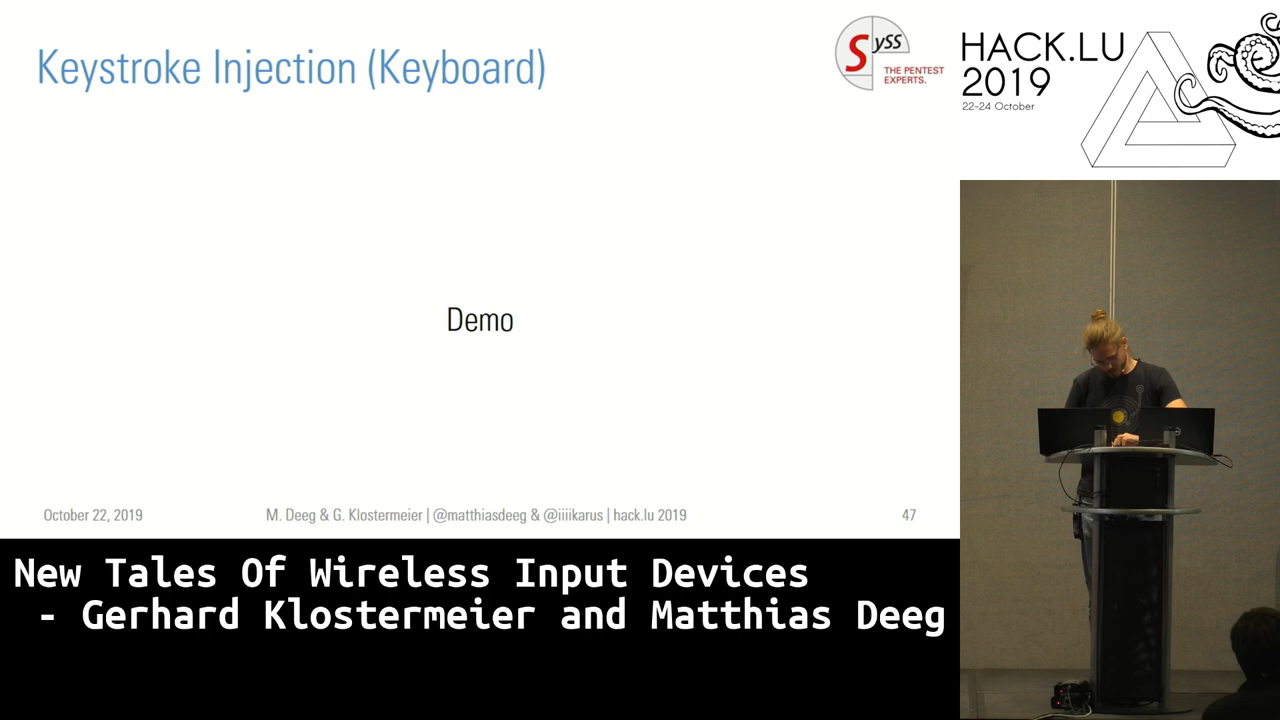 Keystroke Injection (Keyboard)
SySS
THE PENTEST
EXPERTS.
HACK.LU
2019
22-24 October
Demo
October 22, 2019
M. Deeg & G. Klostermeier | @matthiasdeeg & @iiiikarus | hack.lu 2019
47
New Tales Of Wireless Input Devices
- Gerhard Klostermeier and Matthias Deeg